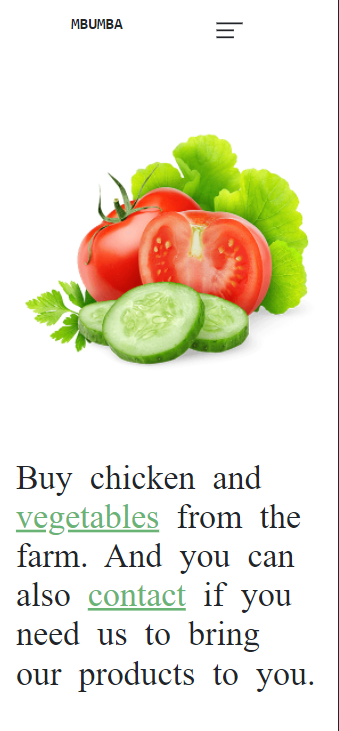 MBUMBA
Buy chicken and
vegetables from the
farm. And you can
also contact if you
need us to bring
our products to you.